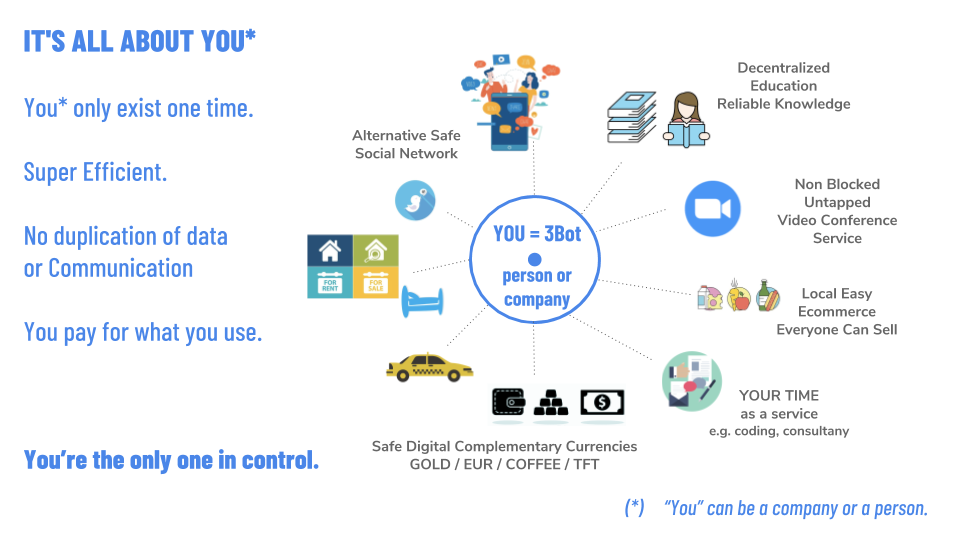 IT'S ALL ABOUT YOU*
You* only exist one time.
Super Efficient.
No duplication of data
or Communication
You pay for what you use.
You're the only one in control.
Alternative Safe
Social Network
Decentralized
Education
Reliable Knowledge
Non Blocked
Untapped
Video Conference
Service
YOU = 3Bot
person or
company
FOR
RENT
FOR
SALE
Local Easy
Ecommerce
Everyone Can Sell
YOUR TIME
as a service
e.g. coding, consultany
$
Safe Digital Complementary Currencies
GOLD / EUR / COFFEE / TFT
(*) “You” can be a company or a person.